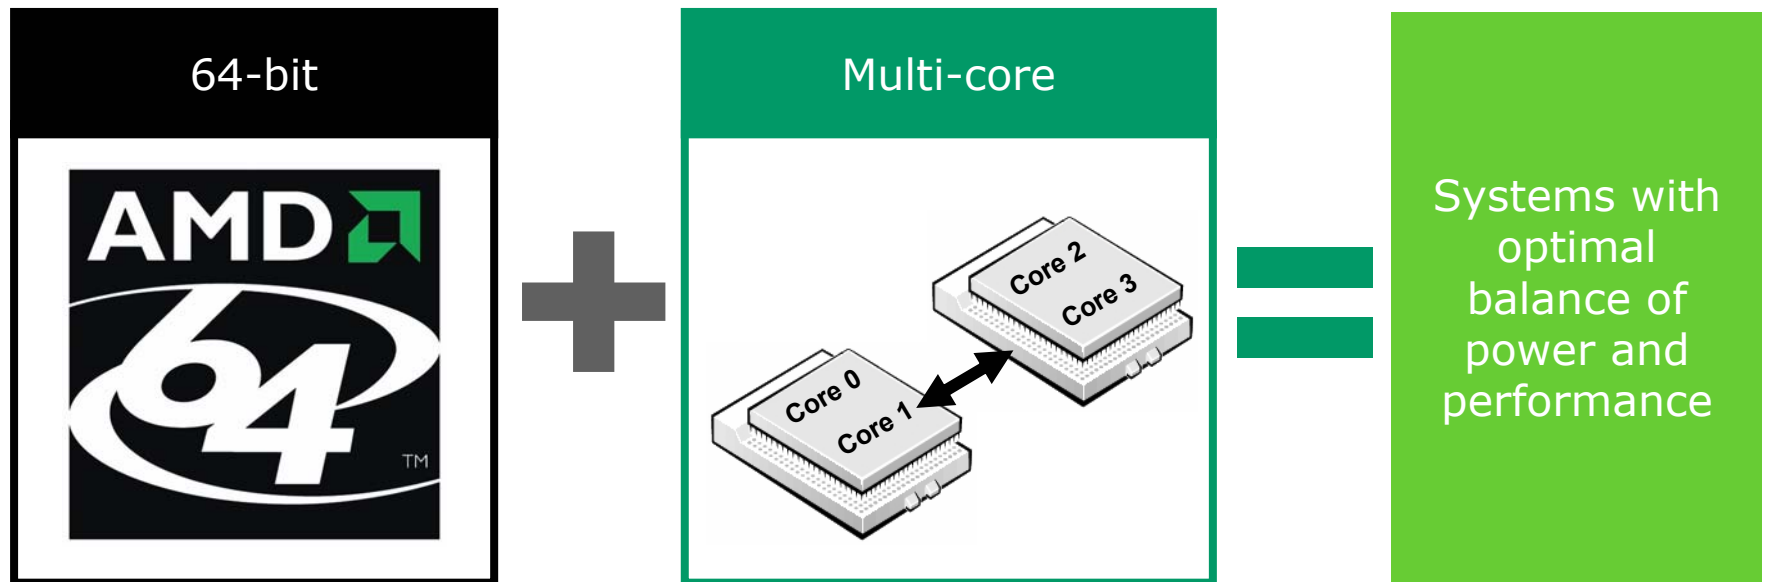 64-bit
AMD
64
TM
Multi-core
Core 2
Core 3
Core 0
Core 1
Systems with
optimal
balance of
power and
performance